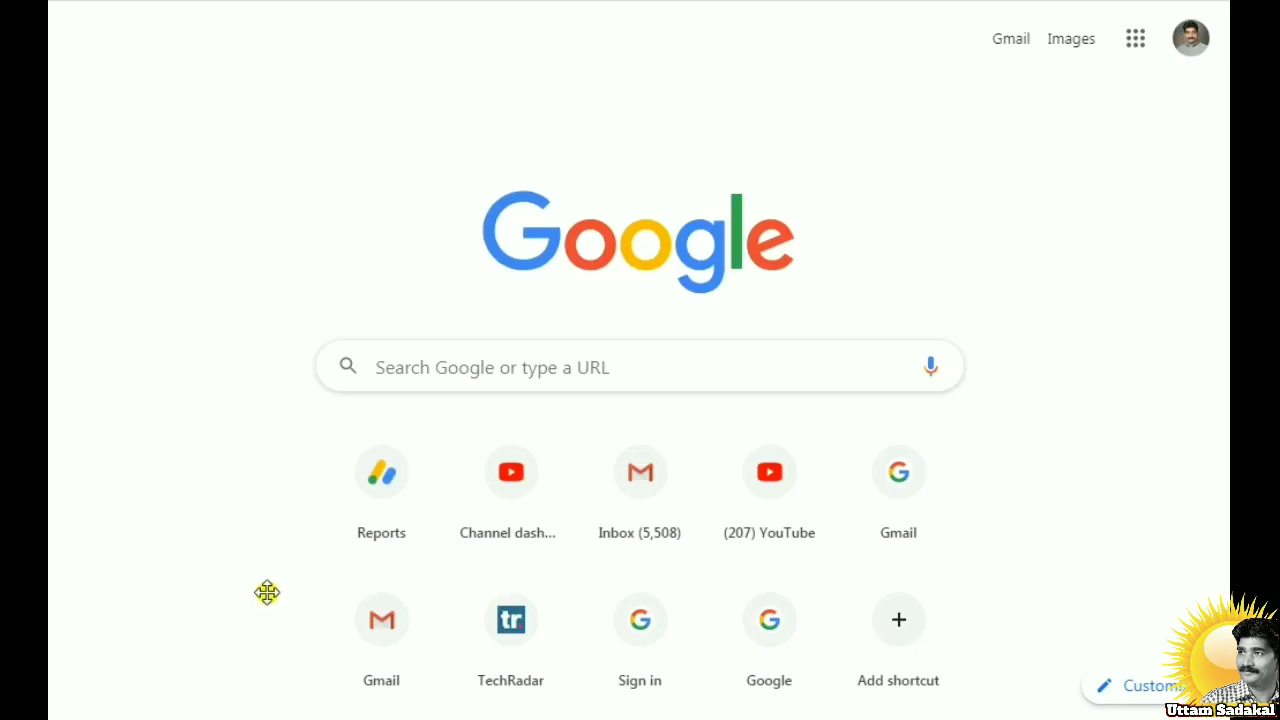 Gmail Images
Google
Search Google or type a URL
Reports
Channel dash...
Inbox (5,508)
(207) YouTube
Gmail
tr.
Gmail
TechRadar
Sign in
Google
Add shortcut
Uttam Sadakal